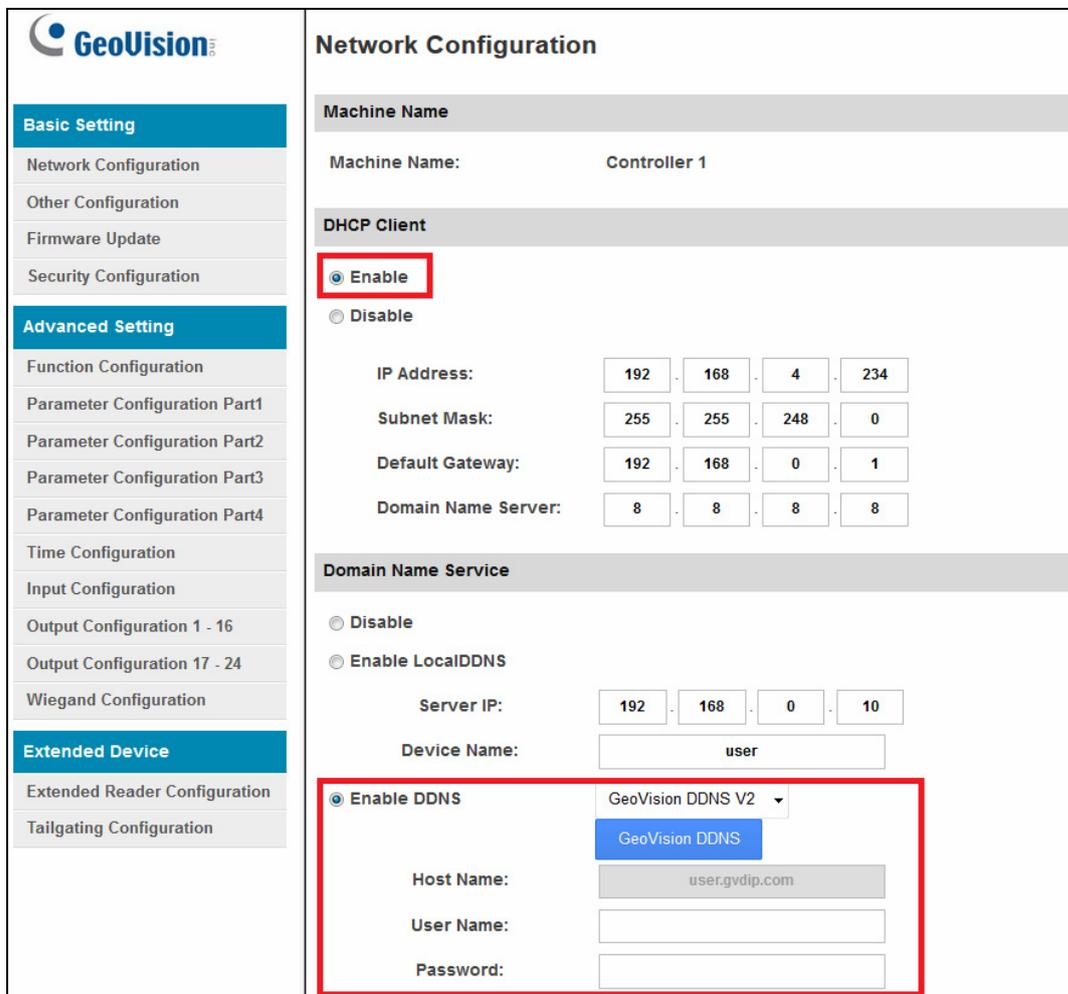 GeoVision inc
Basic Setting
Network Configuration
Other Configuration
Firmware Update
Security Configuration
Advanced Setting
Function Configuration
Parameter Configuration Part1
Parameter Configuration Part2
Parameter Configuration Part3
Parameter Configuration Part4
Time Configuration
Input Configuration
Output Configuration 1 - 16
Output Configuration 17 - 24
Wiegand Configuration
Extended Device
Extended Reader Configuration
Tailgating Configuration
Network Configuration
Machine Name
Machine Name: Controller 1
DHCP Client
Enable
Disable
IP Address: 192 . 168 . 4 . 234
Subnet Mask: 255 . 255 . 248 . 0
Default Gateway: 192 . 168 . 0 . 1
Domain Name Server: 8 . 8 . 8 . 8
Domain Name Service
Disable
Enable LocalDDNS
Server IP: 192 . 168 . 0 . 10
Device Name: user
Enable DDNS GeoVision DDNS V2
GeoVision DDNS
Host Name: user.gvdip.com
User Name:
Password: